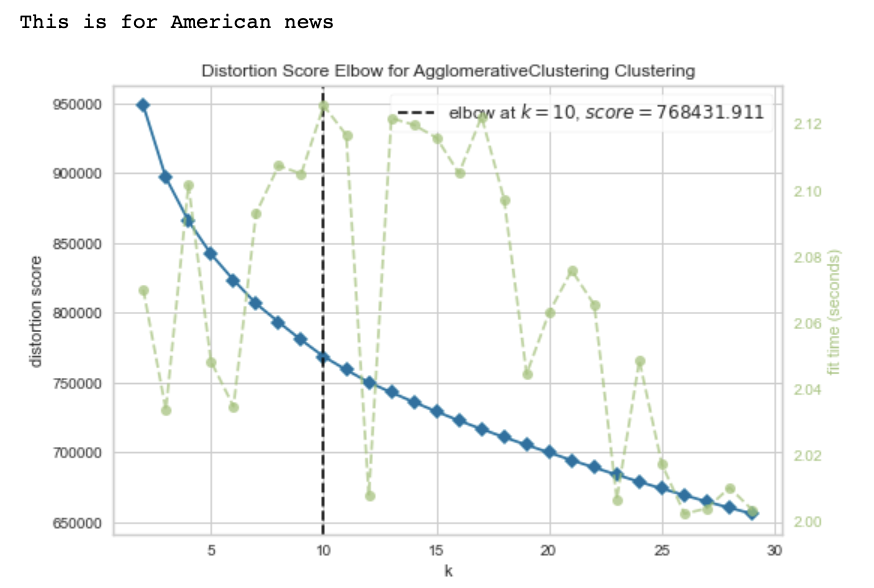 This is for American news
Distortion Score Elbow for AgglomerativeClustering Clustering
elbow at k = 10, score = 768431.911
distortion score
950000
900000
850000
800000
750000
700000
650000
2.12
2.10
2.08
2.06
2.04
2.02
2.00
fit time (seconds)
5 10 15 20 25 30
k